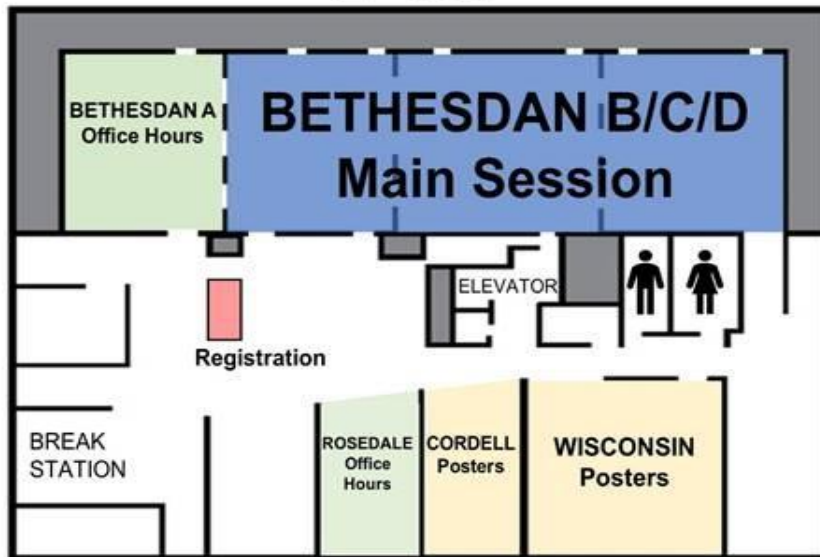 BETHESDAN A
Office Hours
BETHESDAN B/C/D
Main Session
ELEVATOR
Registration
BREAK
STATION
ROSEDALE
Office
Hours
CORDELL
Posters
WISCONSIN
Posters